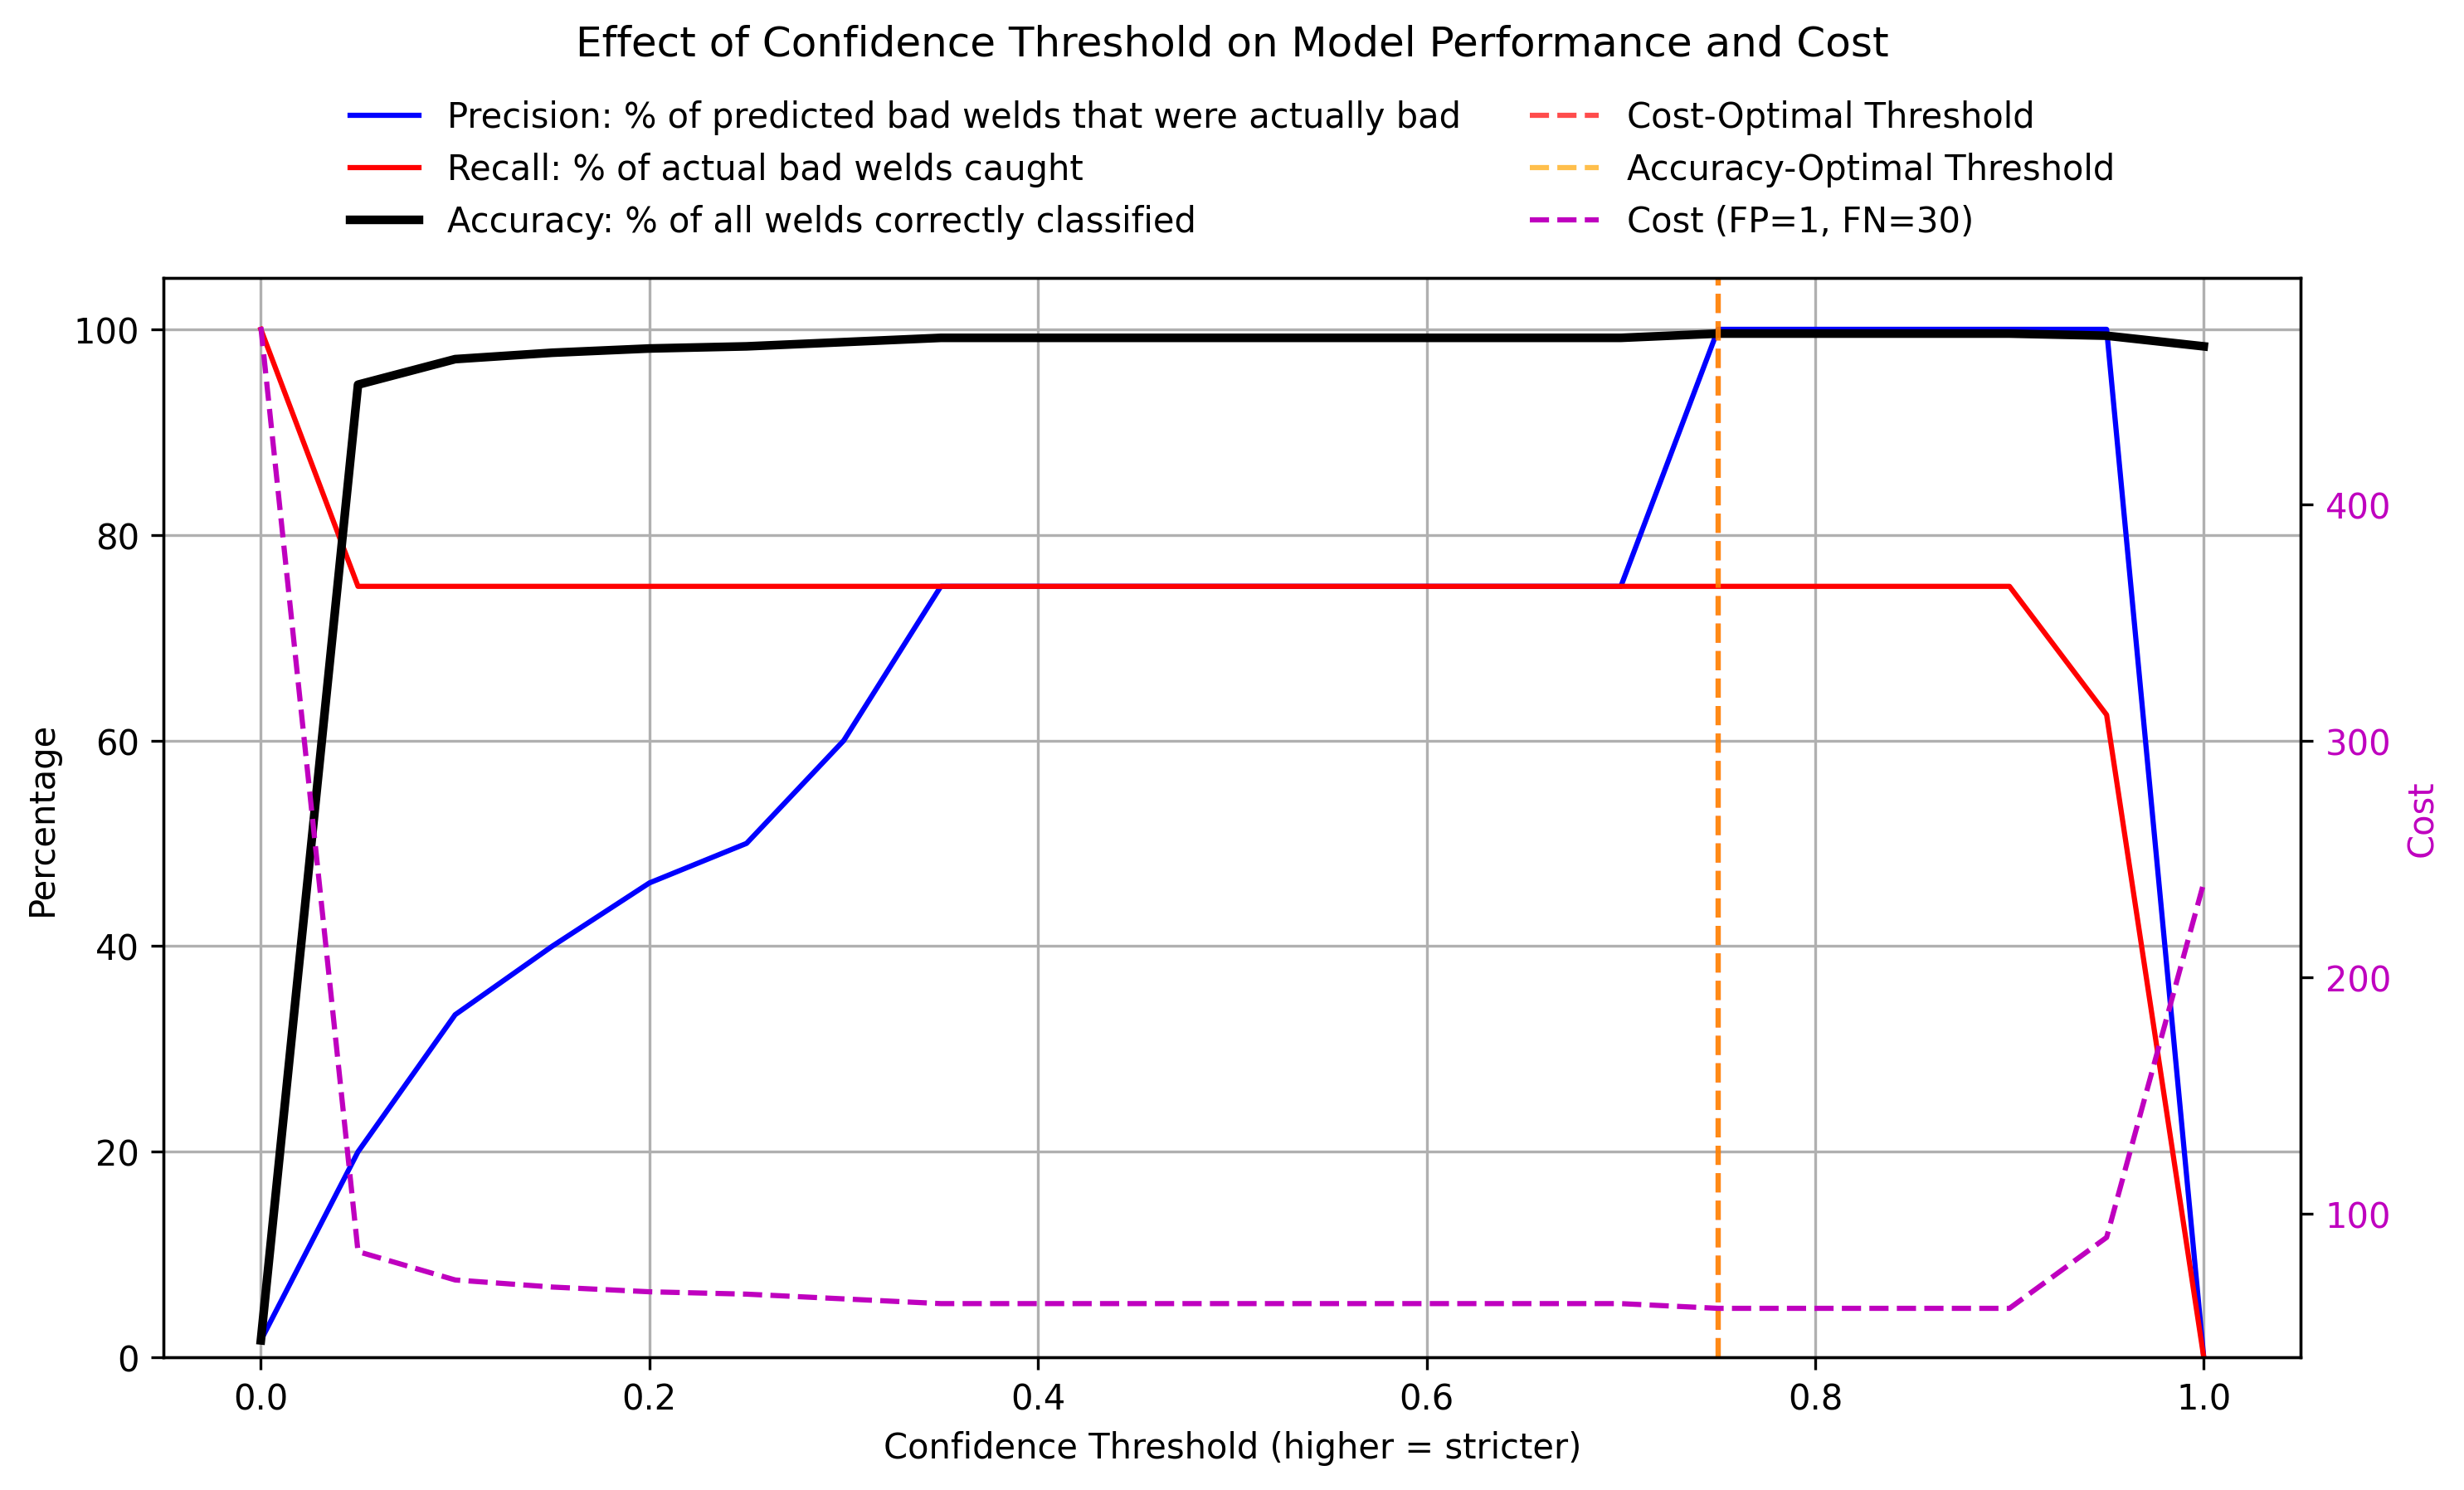 Effect of Confidence Threshold on Model Performance and Cost
Precision: % of predicted bad welds that were actually bad
Recall: % of actual bad welds caught
Accuracy: % of all welds correctly classified
Cost-Optimal Threshold
Accuracy-Optimal Threshold
Cost (FP=1, FN=30)
Percentage
100
80
60
40
20
0
0.0
0.2
0.4
0.6
0.8
1.0
Confidence Threshold (higher = stricter)
400
300
200
100
Cost